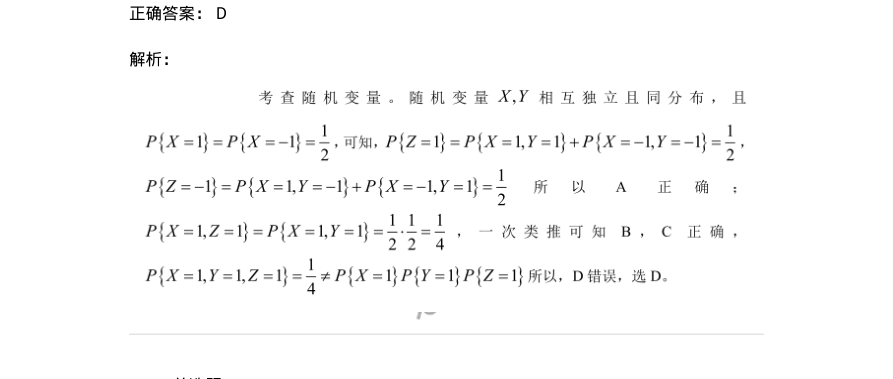 正确答案： D
解析：
考查随机变量。随机变量 X,Y 相互独立且同分布，且
P{X=1}=P{X=-1}=1/2，可知，P{Z=1}=P{X=1,Y=1}+P{X=-1,Y=-1}=1/2，
P{Z=-1}=P{X=1,Y=-1}+P{X=-1,Y=1}=1/2 所以 A 正确；
P{X=1,Z=1}=P{X=1,Y=1}=1/2·1/2=1/4，一次类推可知 B，C 正确，
P{X=1,Y=1,Z=1}=1/4≠P{X=1}P{Y=1}P{Z=1}所以，D 错误，选 D。